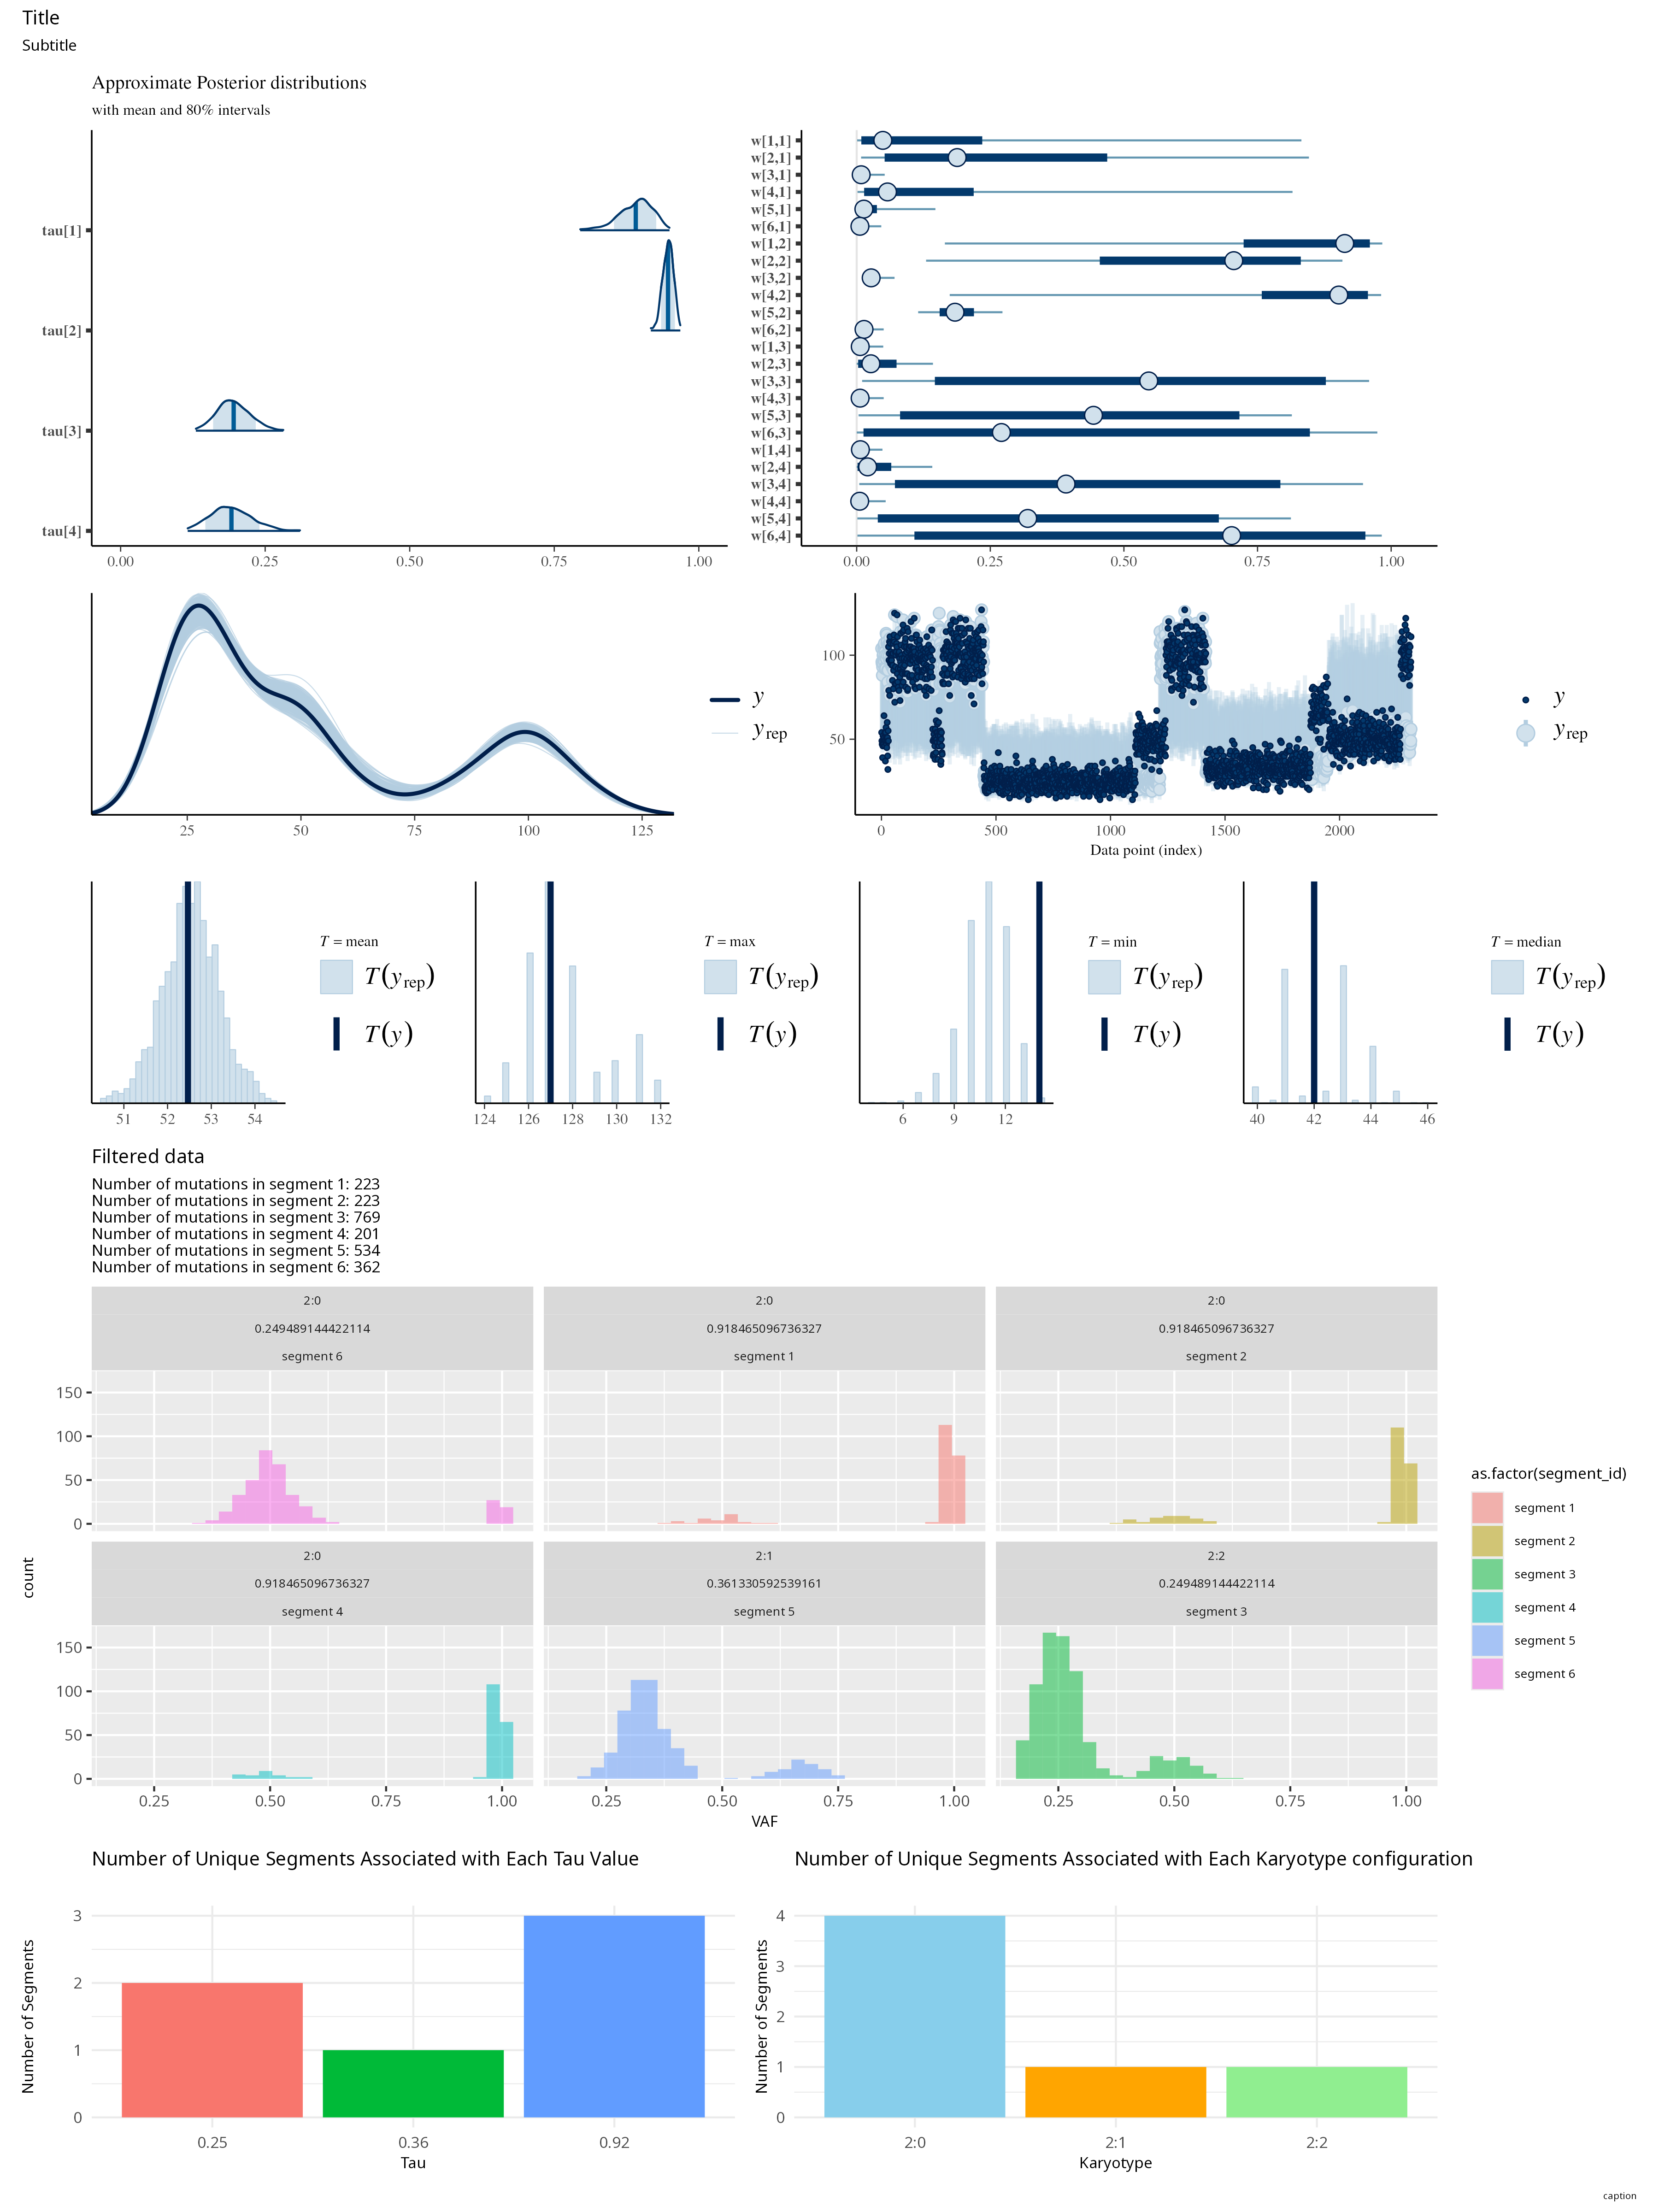 Title
Subtitle
Approximate Posterior distributions
with mean and 80% intervals
tau[1]
tau[2]
tau[3]
tau[4]
0.00 0.25 0.50 0.75 1.00
w[1,1]
w[2,1]
w[3,1]
w[4,1]
w[5,1]
w[6,1]
w[1,2]
w[2,2]
w[3,2]
w[4,2]
w[5,2]
w[6,2]
w[1,3]
w[2,3]
w[3,3]
w[4,3]
w[5,3]
w[6,3]
w[1,4]
w[2,4]
w[3,4]
w[4,4]
w[5,4]
w[6,4]
0.00 0.25 0.50 0.75 1.00
y
yrep
25 50 75 100 125
100
50
0 500 1000 1500 2000
Data point (index)
y
yrep
T = mean
T(yrep)
T(y)
51 52 53 54
T = max
T(yrep)
T(y)
124 126 128 130 132
T = min
T(yrep)
T(y)
6 9 12
T = median
T(yrep)
T(y)
40 42 44 46
Filtered data
Number of mutations in segment 1: 223
Number of mutations in segment 2: 223
Number of mutations in segment 3: 769
Number of mutations in segment 4: 201
Number of mutations in segment 5: 534
Number of mutations in segment 6: 362
2:0 2:0 2:0
0.249489144422114 0.918465096736327 0.918465096736327
segment 6 segment 1 segment 2
150
100
50
0
count
2:0 2:1 2:2
0.918465096736327 0.361330592539161 0.249489144422114
segment 4 segment 5 segment 3
150
100
50
0
0.25 0.50 0.75 1.00 0.25 0.50 0.75 1.00 0.25 0.50 0.75 1.00
VAF
as.factor(segment_id)
segment 1
segment 2
segment 3
segment 4
segment 5
segment 6
Number of Unique Segments Associated with Each Tau Value
Number of Segments
3
2
1
0
0.25 0.36 0.92
Tau
Number of Unique Segments Associated with Each Karyotype configuration
Number of Segments
4
3
2
1
0
2:0 2:1 2:2
Karyotype
caption